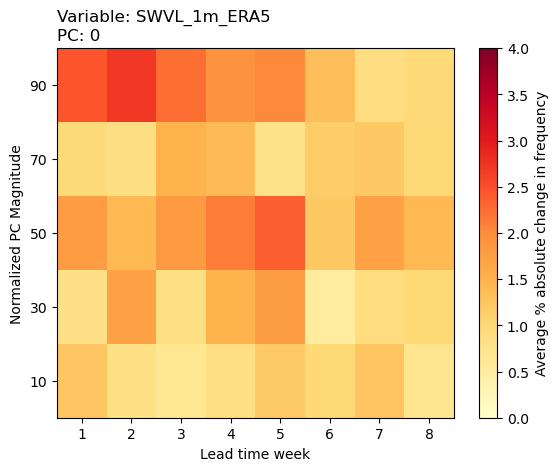 Variable: SWVL_1m_ERA5
PC: 0
Normalized PC Magnitude
90
70
50
30
10
1 2 3 4 5 6 7 8
Lead time week
4.0
3.5
3.0
2.5
2.0
1.5
1.0
0.5
0.0
Average % absolute change in frequency